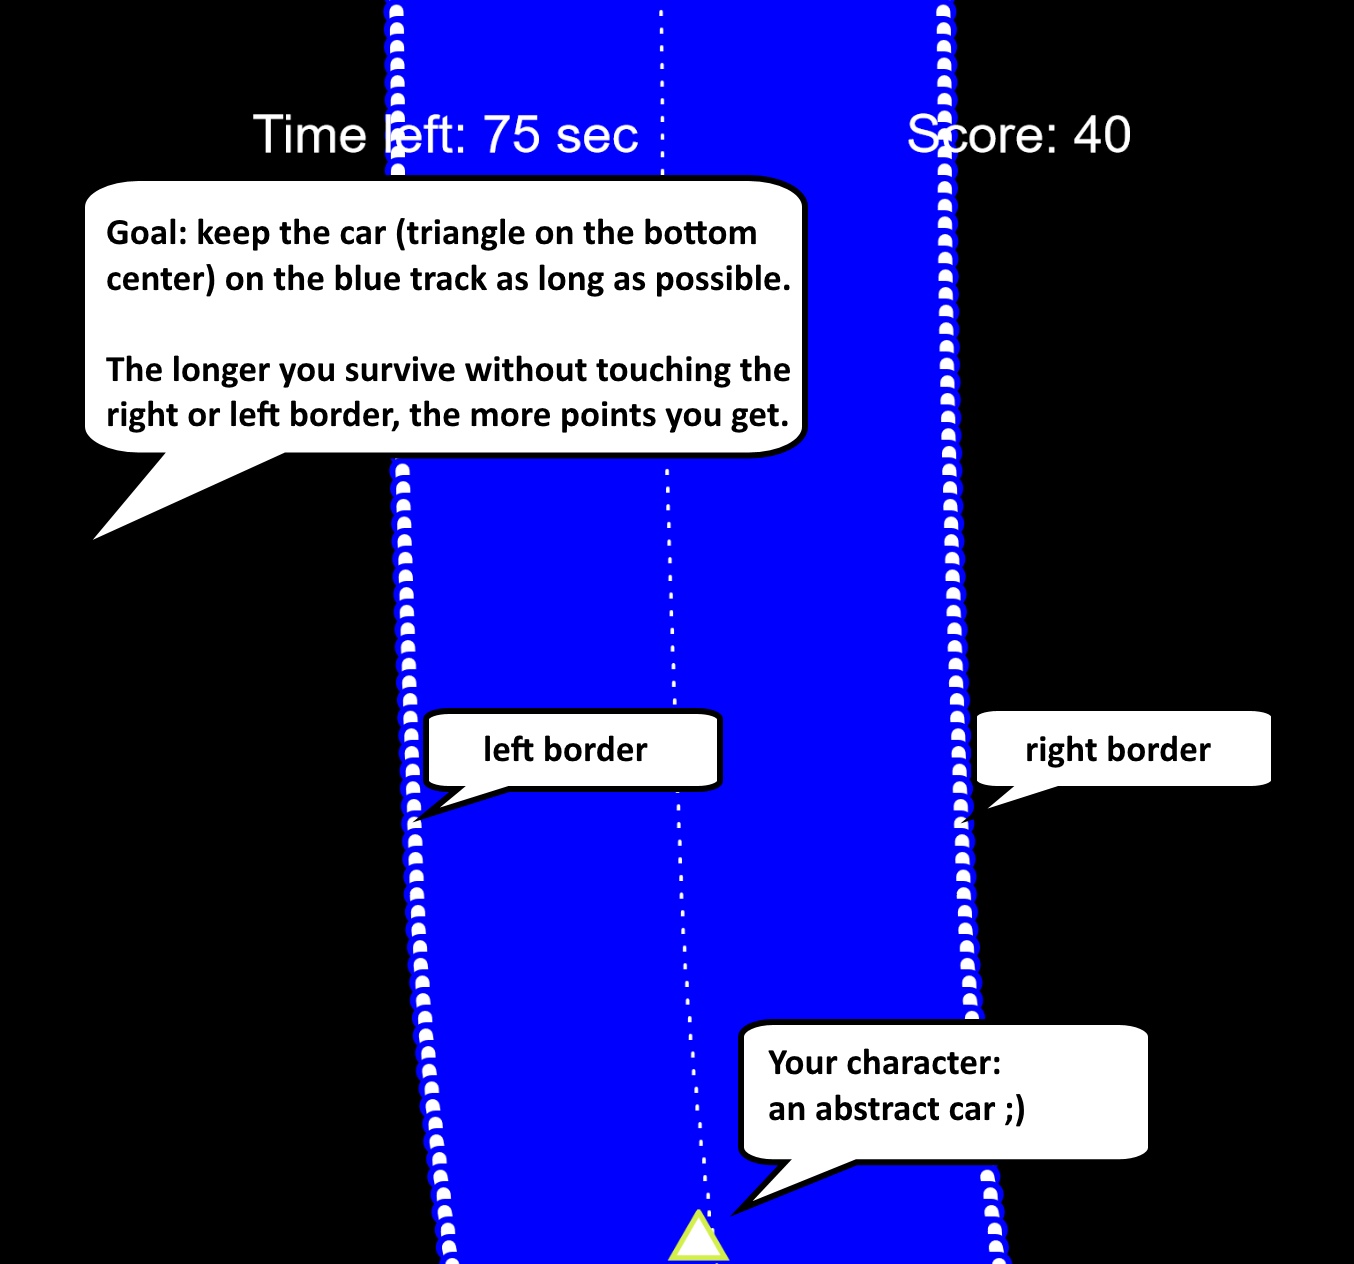 Time left: 75 sec
Score: 40
Goal: keep the car (triangle on the bottom
center) on the blue track as long as possible.
The longer you survive without touching the
right or left border, the more points you get.
left border
right border
Your character:
an abstract car ;)